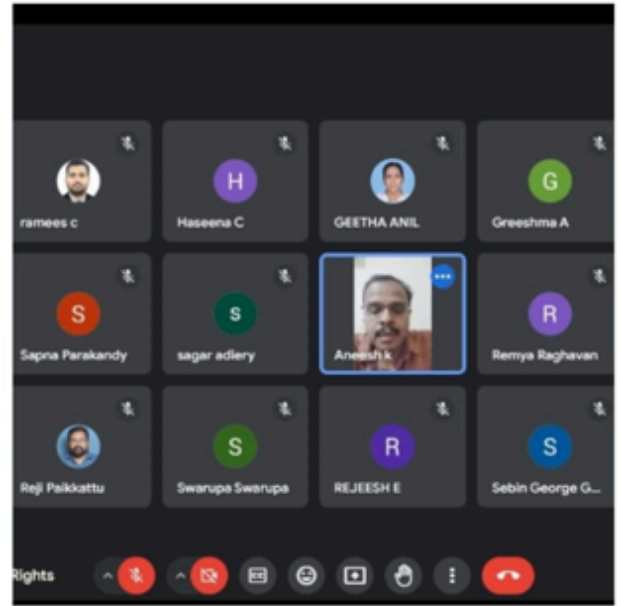 ramees c
H
Haseena C
GEETHA ANIL
G
Greeshma A
S
Sapna Parakandy
s
sagar adiery
Aneesh k
R
Remya Raghavan
Reji Paikkattu
S
Swarupa Swarupa
R
REJEESH E
S
Sebin George G...
Rights
CC